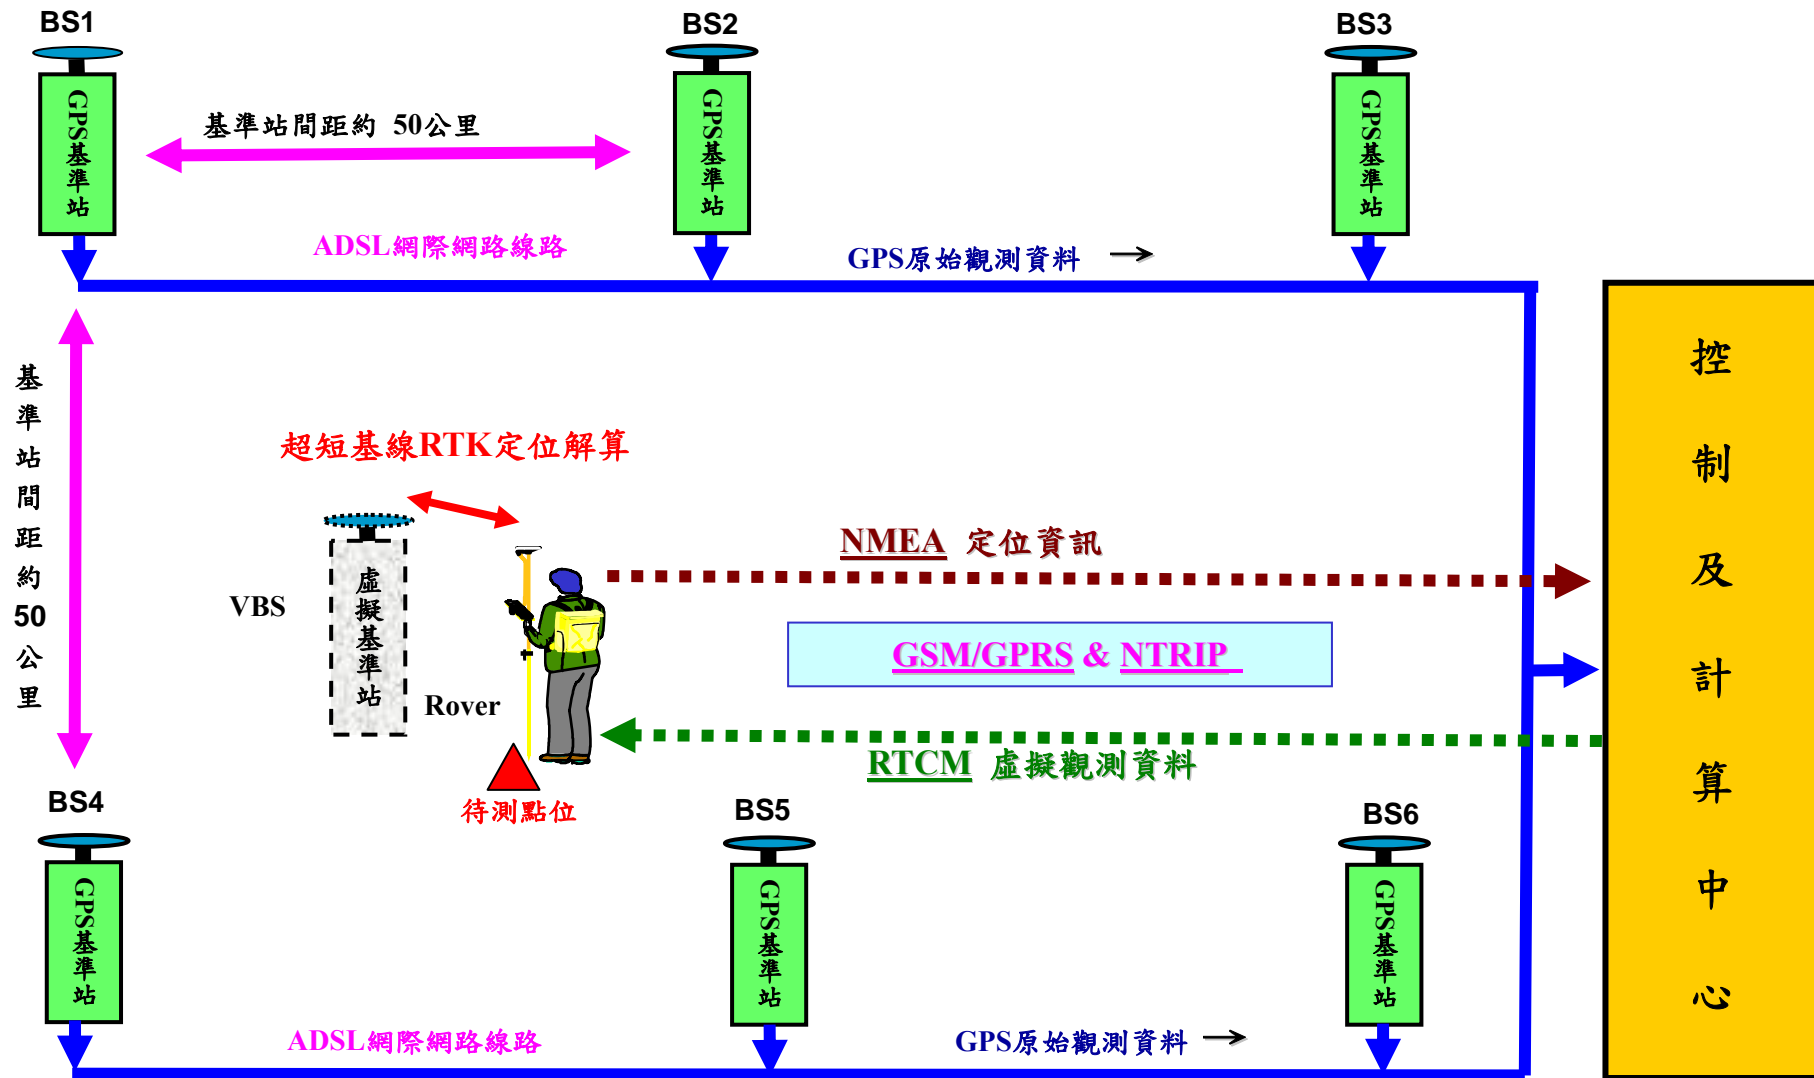 BS1
BS2
BS3
GPS基準站
GPS基準站
GPS基準站
基準站間距約 50公里
ADSL網際網路線路
GPS原始觀測資料 →
基準站間距約50公里
超短基線RTK定位解算
VBS
虛擬基準站
Rover
待測點位
NMEA 定位資訊
GSM/GPRS & NTRIP
RTCM 虛擬觀測資料
控制及計算中心
BS4
BS5
BS6
GPS基準站
GPS基準站
GPS基準站
ADSL網際網路線路
GPS原始觀測資料 →